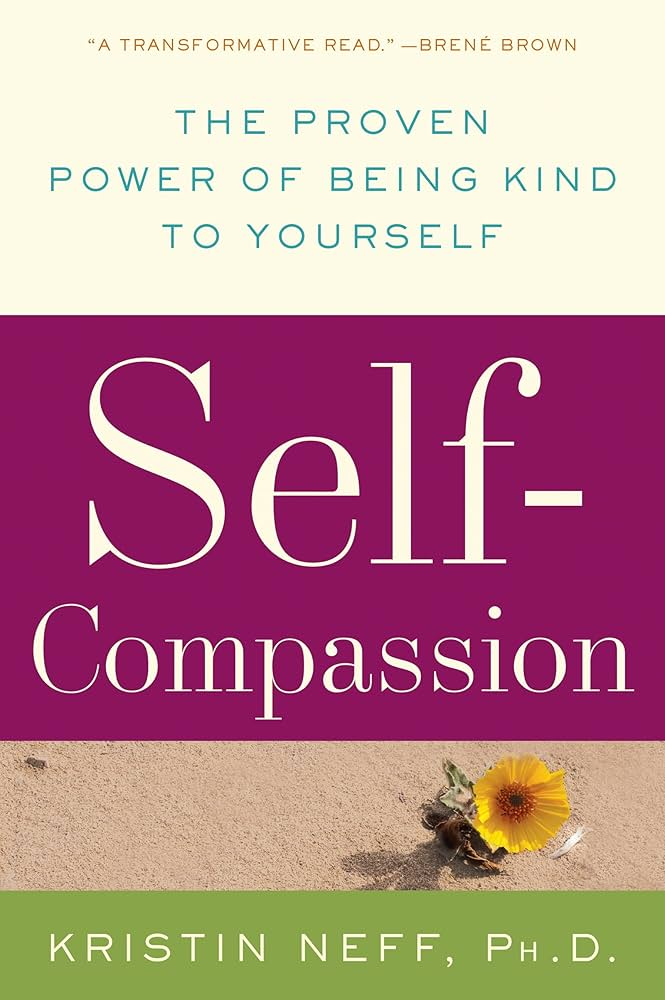 “A TRANSFORMATIVE READ.” —BRENÉ BROWN
THE PROVEN
POWER OF BEING KIND
TO YOURSELF
Self-
Compassion
KRISTIN NEFF, PH.D.